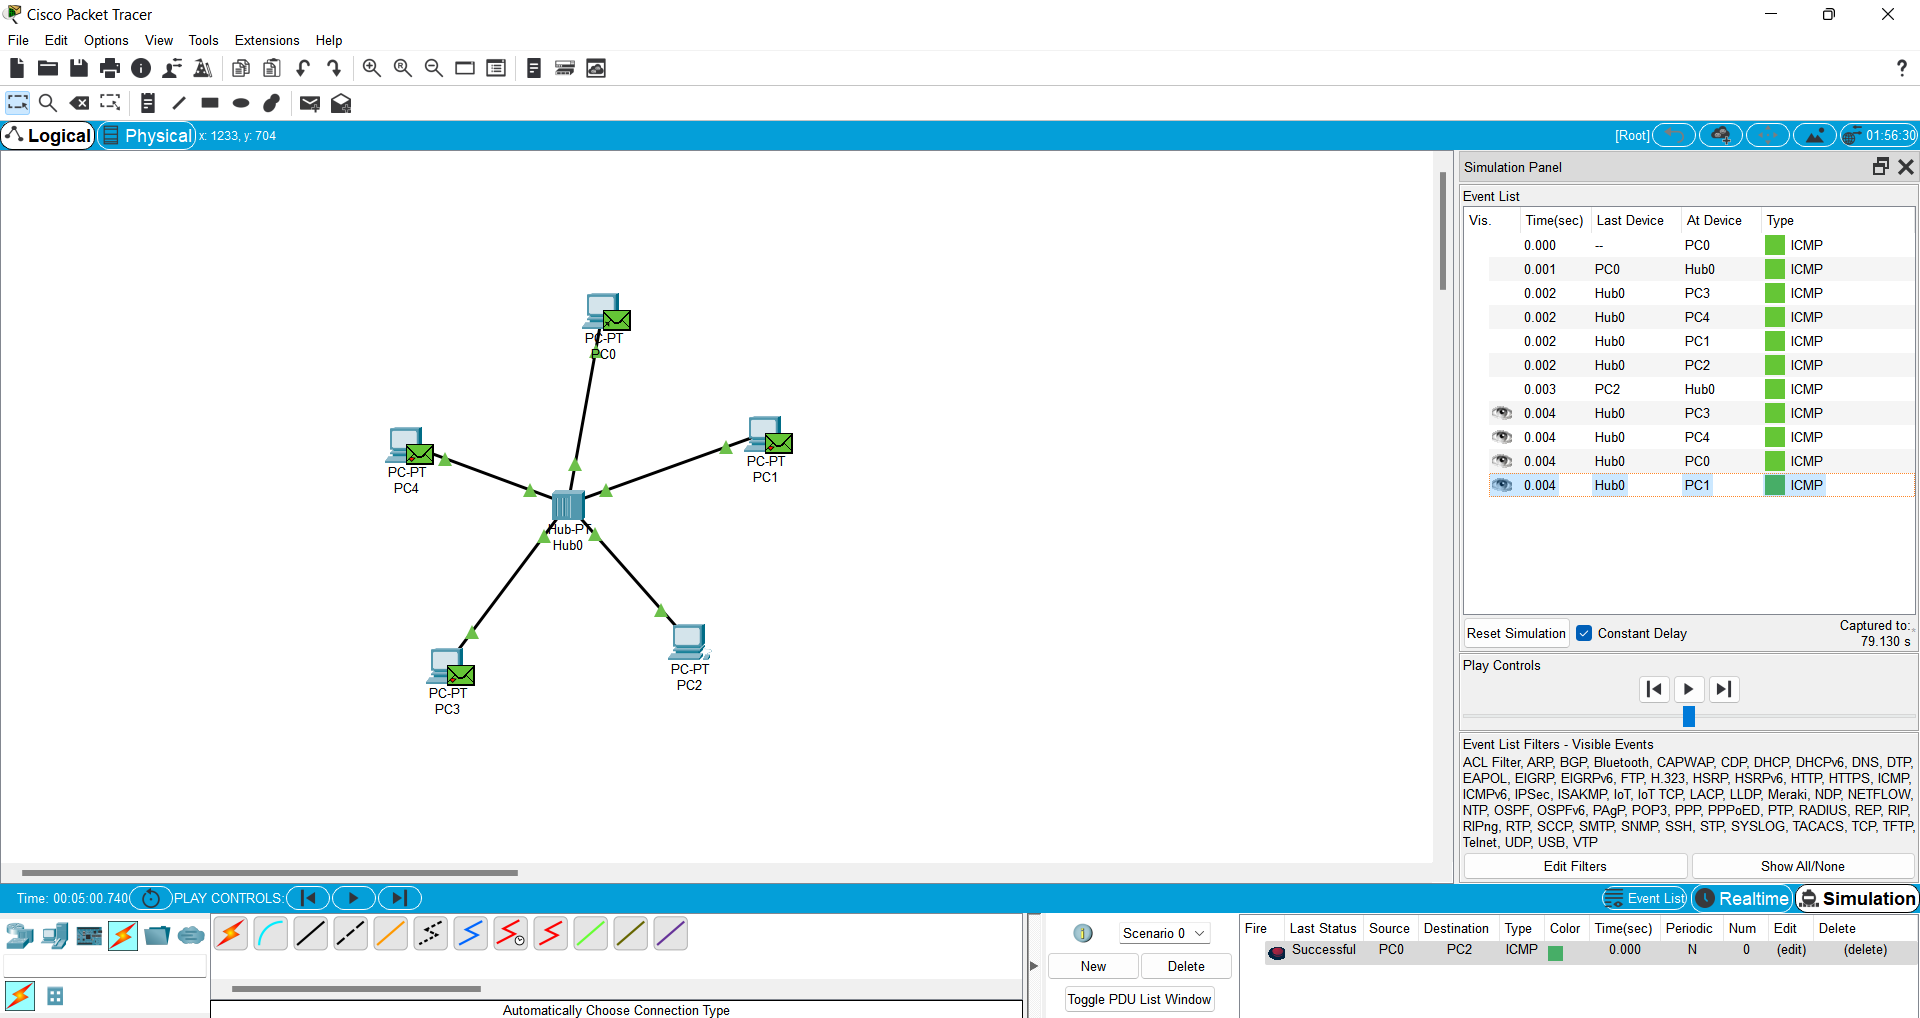 Cisco Packet Tracer
File Edit Options View Tools Extensions Help
Logical Physical x: 1233, y: 704 [Root] 01:56:30
PC-PT
PC0
PC-PT
PC1
PC-PT
PC4
Hub-PT
Hub0
PC-PT
PC2
PC-PT
PC3
Simulation Panel
Event List
Vis. Time(sec) Last Device At Device Type
0.000 -- PC0 ICMP
0.001 PC0 Hub0 ICMP
0.002 Hub0 PC3 ICMP
0.002 Hub0 PC4 ICMP
0.002 Hub0 PC1 ICMP
0.002 Hub0 PC2 ICMP
0.003 PC2 Hub0 ICMP
0.004 Hub0 PC3 ICMP
0.004 Hub0 PC4 ICMP
0.004 Hub0 PC0 ICMP
0.004 Hub0 PC1 ICMP
Reset Simulation Constant Delay Captured to:
79.130 s
Play Controls
Event List Filters - Visible Events
ACL Filter, ARP, BGP, Bluetooth, CAPWAP, CDP, DHCP, DHCPv6, DNS, DTP,
EAPOL, EIGRP, EIGRPv6, FTP, H.323, HSRP, HSRPv6, HTTP, HTTPS, ICMP,
ICMPv6, IPSec, ISAKMP, IoT, IoT TCP, LACP, LLDP, Meraki, NDP, NETFLOW,
NTP, OSPF, OSPFv6, PAgP, POP3, PPP, PPPoED, PTP, RADIUS, REP, RIP,
RIPng, RTP, SCCP, SMTP, SNMP, SSH, STP, SYSLOG, TACACS, TCP, TFTP,
Telnet, UDP, USB, VTP
Edit Filters Show All/None
Time: 00:05:00.740 PLAY CONTROLS: Event List Realtime Simulation
Automatically Choose Connection Type
Scenario 0
New Delete
Toggle PDU List Window
Fire Last Status Source Destination Type Color Time(sec) Periodic Num Edit Delete
Successful PC0 PC2 ICMP 0.000 N 0 (edit) (delete)